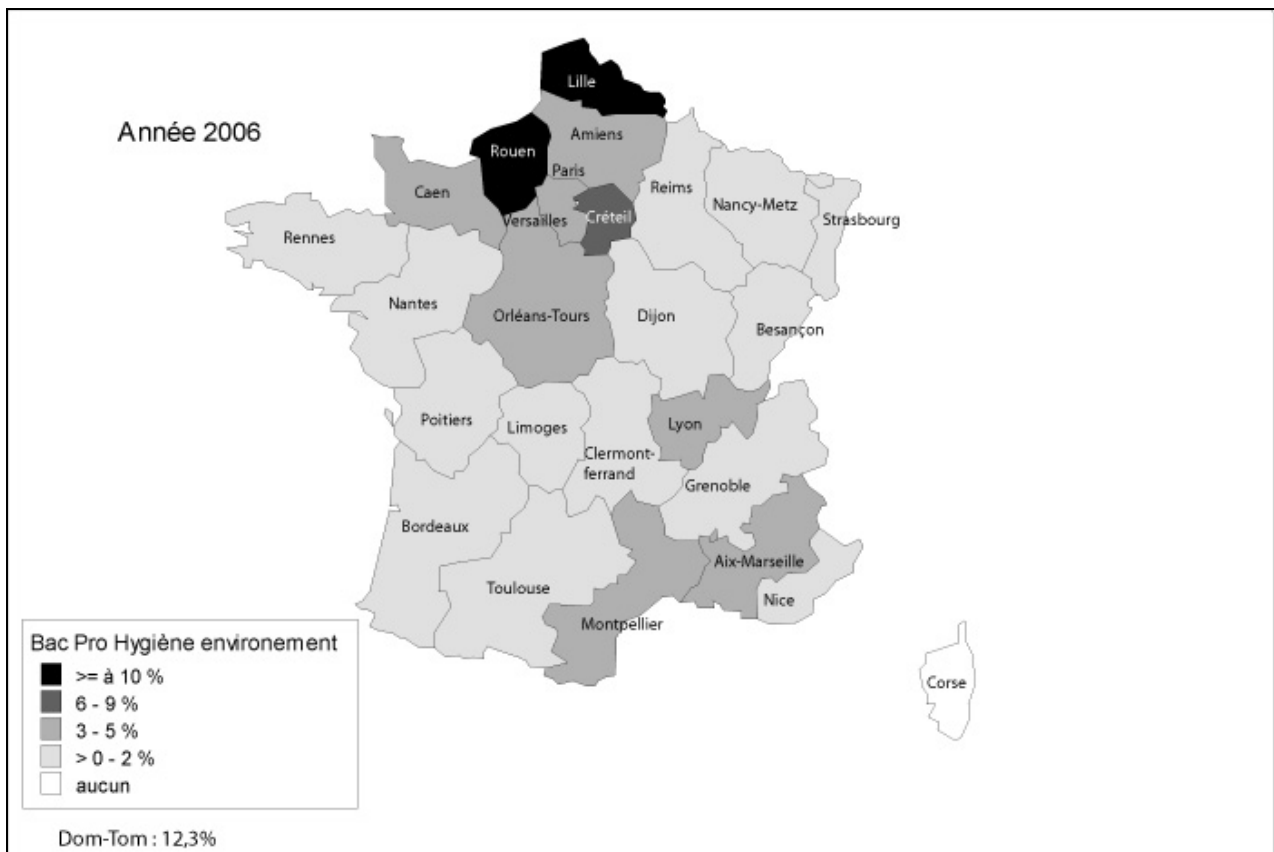 Année 2006
Lille
Amiens
Rouen
Paris
Caen
Reims
Nancy-Metz
Strasbourg
Versailles
Créteil
Rennes
Nantes
Orléans-Tours
Dijon
Besançon
Poitiers
Limoges
Lyon
Clermont-
ferrand
Grenoble
Bordeaux
Aix-Marseille
Toulouse
Nice
Montpellier
Corse
Bac Pro Hygiène environement
>= à 10 %
6 - 9 %
3 - 5 %
> 0 - 2 %
aucun
Dom-Tom : 12,3%